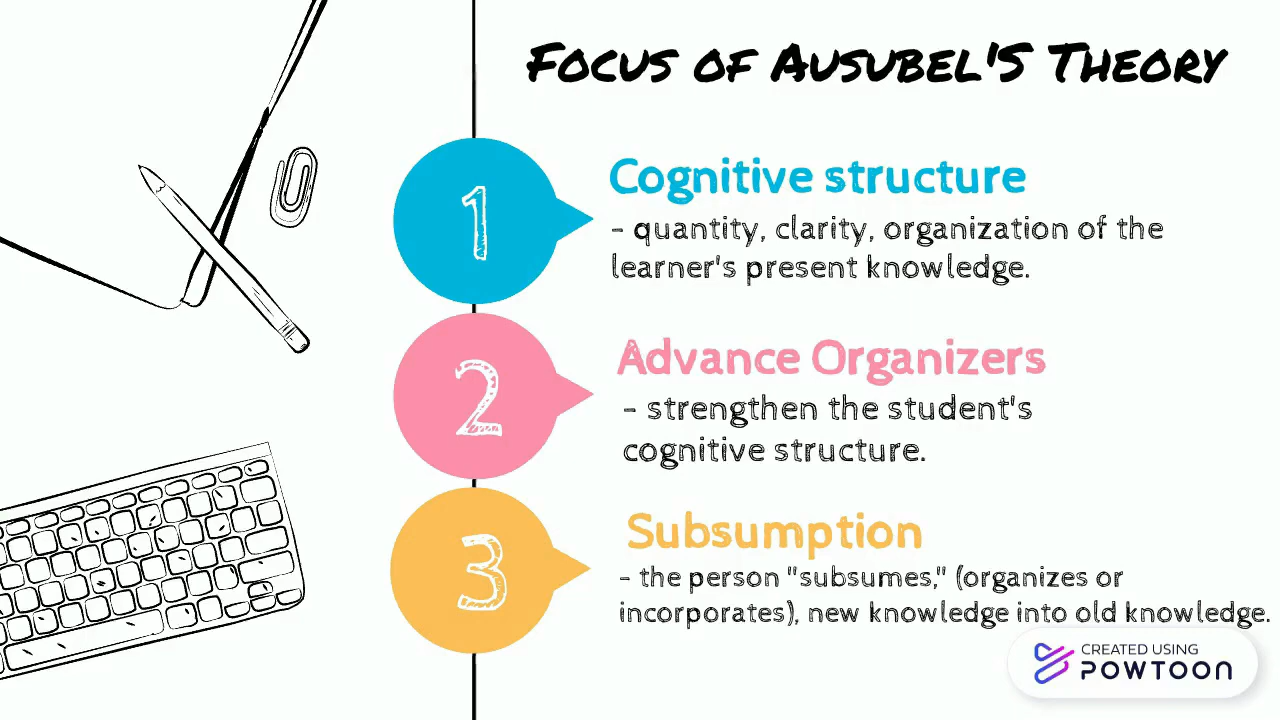 FOCUS OF AUSUBEL'S THEORY
1
Cognitive structure
- quantity, clarity, organization of the
learner's present knowledge.
2
Advance Organizers
- strengthen the student's
cognitive structure.
3
Subsumption
- the person "subsumes," (organizes or
incorporates), new knowledge into old knowledge.
CREATED USING
POWTOON